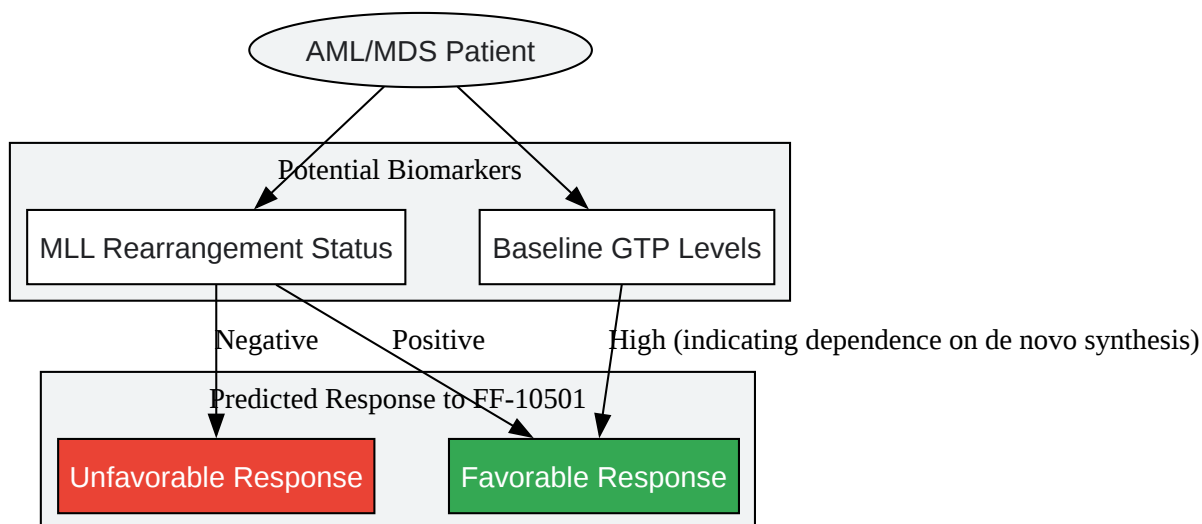 AML/MDS Patient
Potential Biomarkers
MLL Rearrangement Status
Baseline GTP Levels
Negative
Positive
High (indicating dependence on de novo synthesis)
Predicted Response to FF-10501
Unfavorable Response
Favorable Response